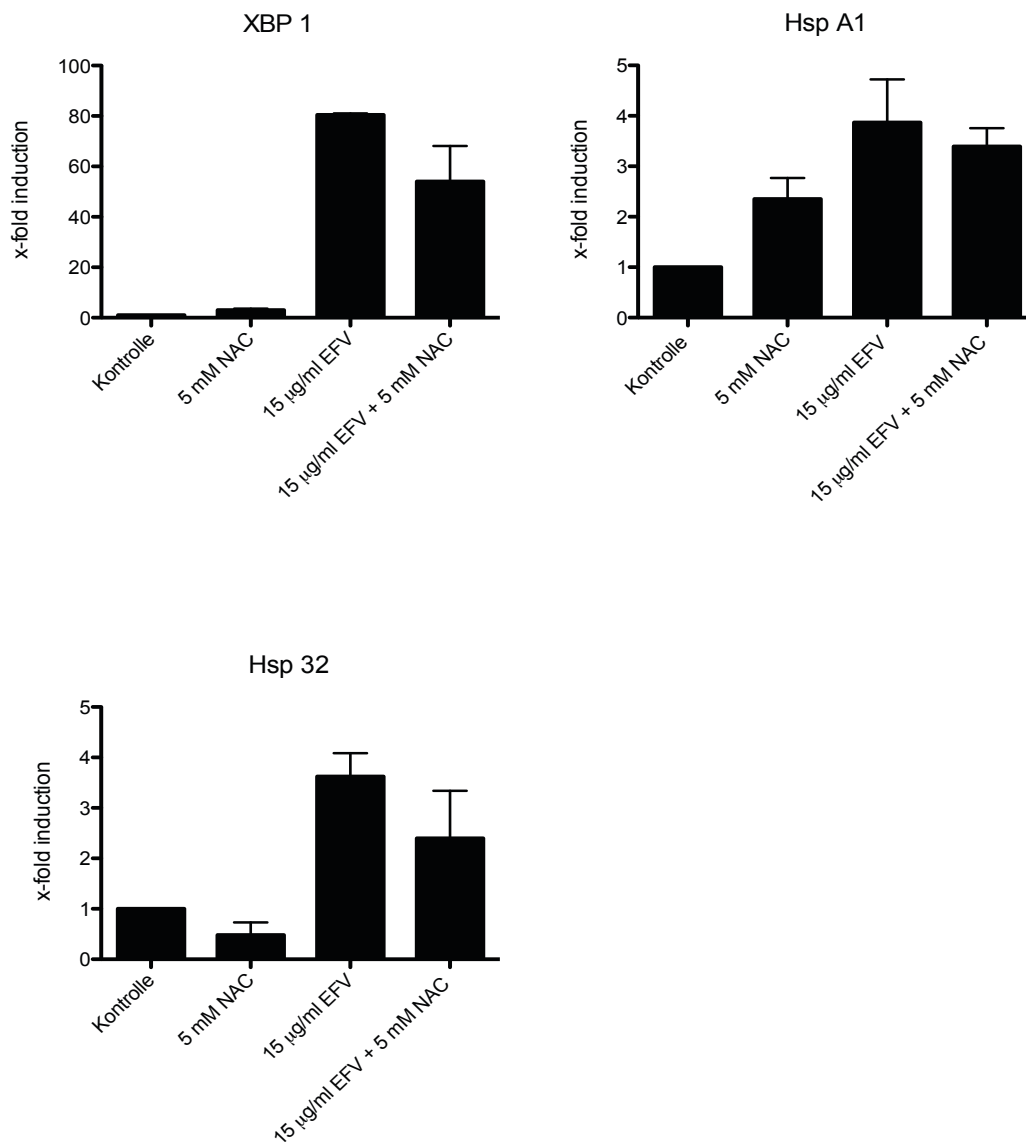 XBP 1
x-fold induction
100
80
60
40
20
0
Kontrolle
5 mM NAC
15 µg/ml EFV
15 µg/ml EFV + 5 mM NAC
Hsp A1
x-fold induction
5
4
3
2
1
0
Kontrolle
5 mM NAC
15 µg/ml EFV
15 µg/ml EFV + 5 mM NAC
Hsp 32
x-fold induction
5
4
3
2
1
0
Kontrolle
5 mM NAC
15 µg/ml EFV
15 µg/ml EFV + 5 mM NAC